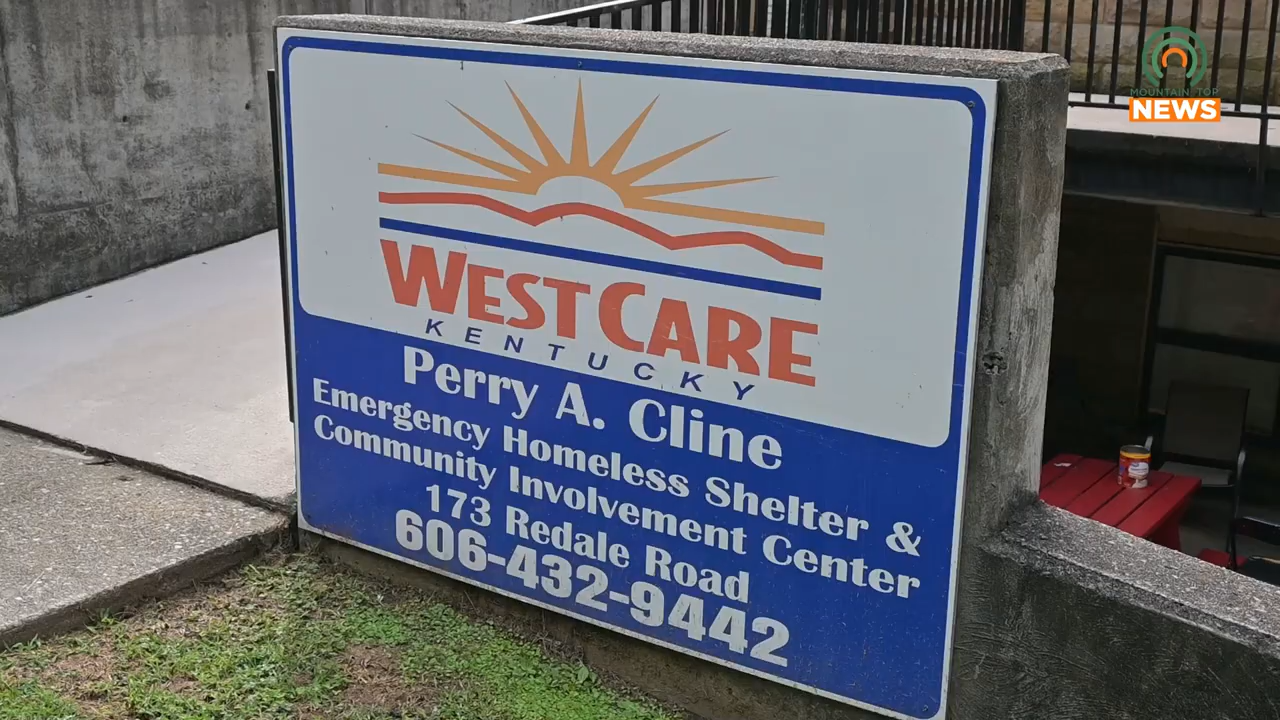 MOUNTAIN TOP
NEWS
WESTCARE
KENTUCKY
Perry A. Cline
Emergency Homeless Shelter &
Community Involvement Center
173 Redale Road
606-432-9442